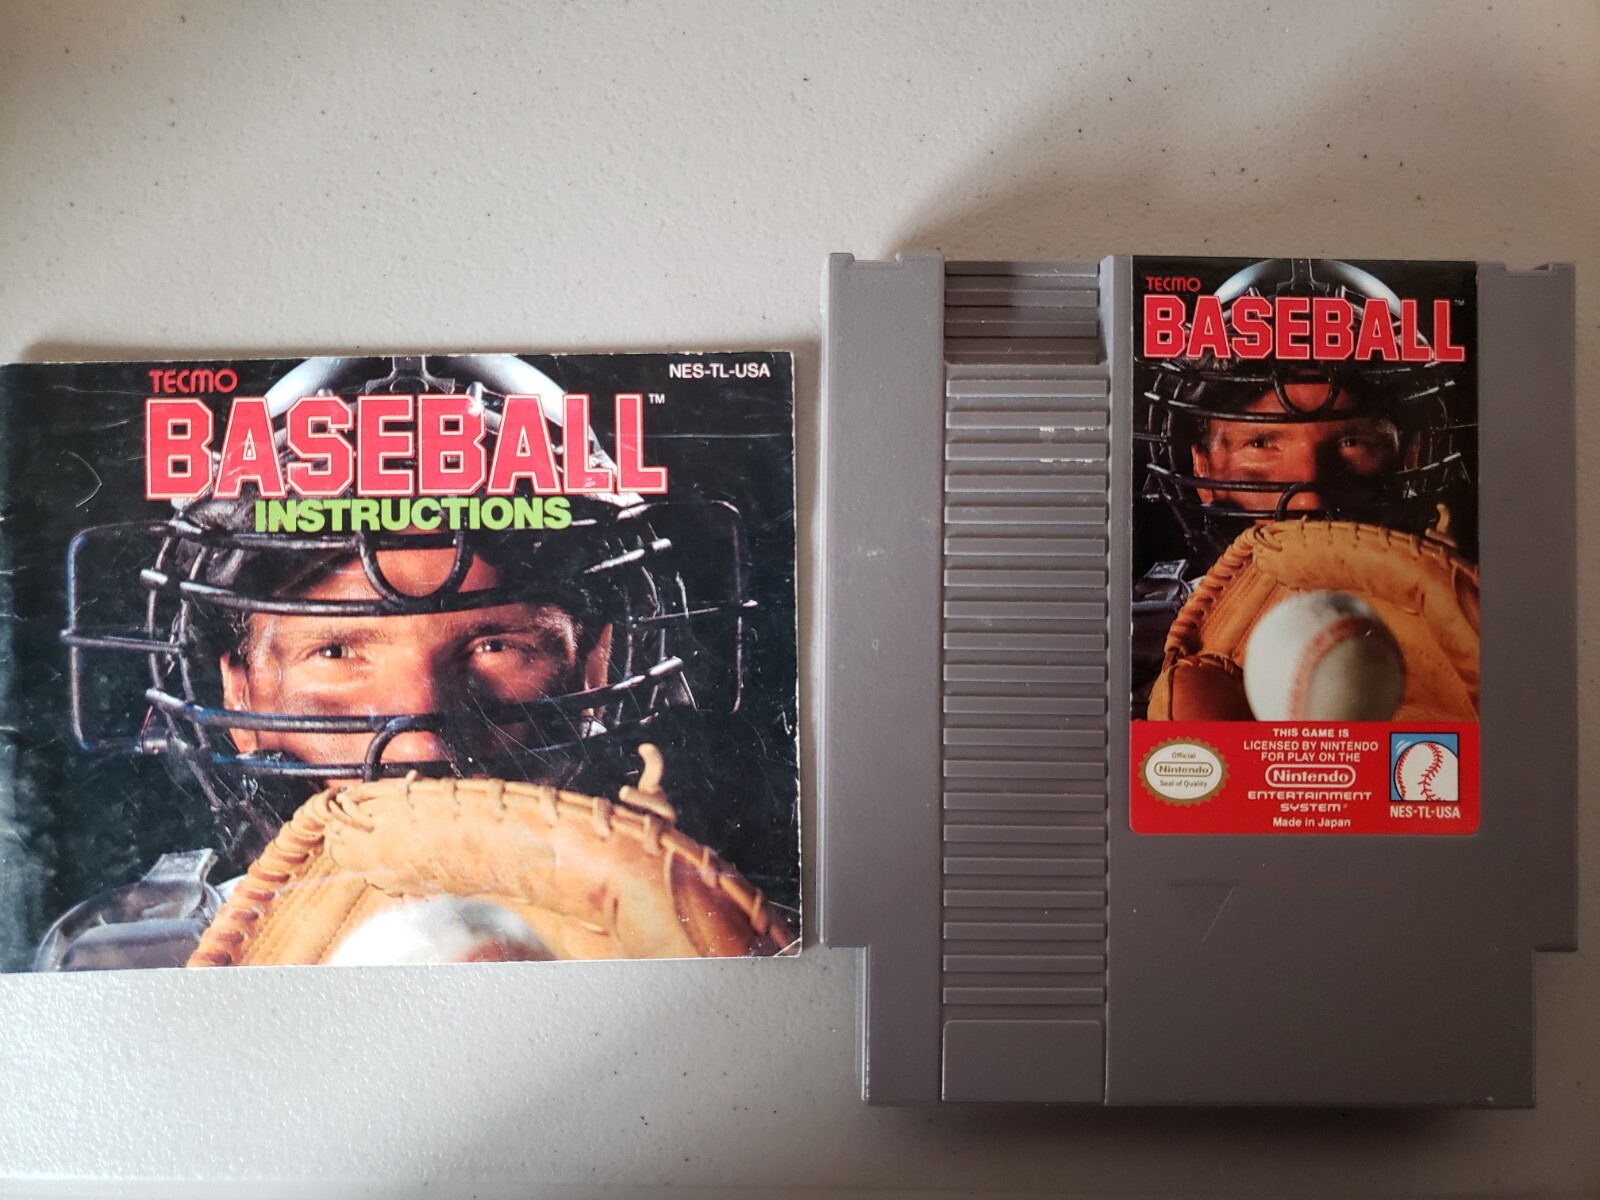 TECMO
NES-TL-USA
BASEBALL™
INSTRUCTIONS
TECMO
BASEBALL™
Official
Nintendo
Seal of Quality
THIS GAME IS
LICENSED BY NINTENDO
FOR PLAY ON THE
Nintendo
ENTERTAINMENT
SYSTEM®
Made in Japan
NES-TL-USA